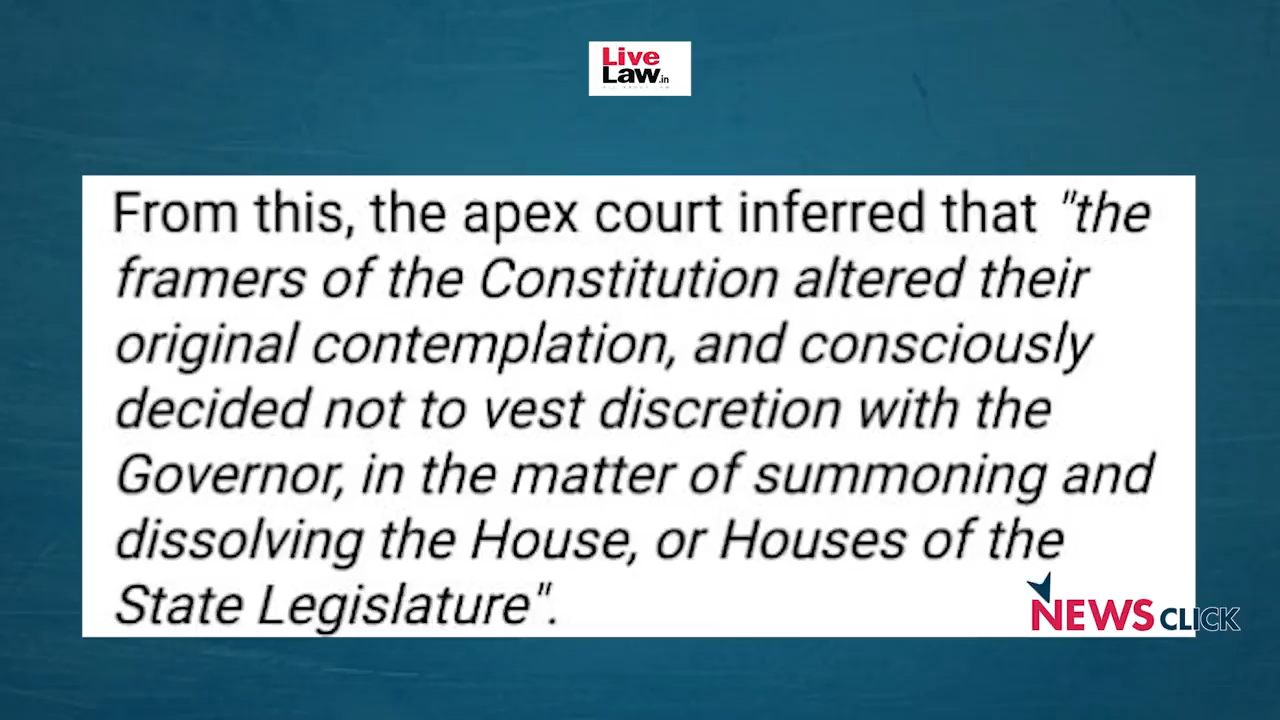 Live
Law.in
From this, the apex court inferred that "the
framers of the Constitution altered their
original contemplation, and consciously
decided not to vest discretion with the
Governor, in the matter of summoning and
dissolving the House, or Houses of the
State Legislature".
NEWSCLICK